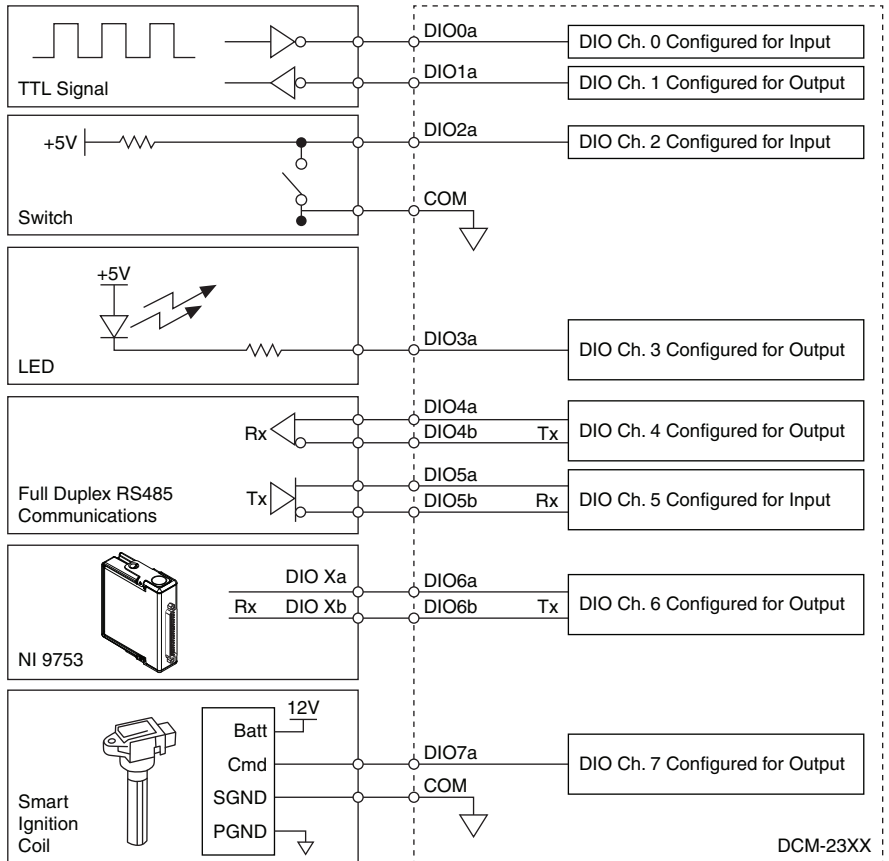 TTL Signal
DIO0a
DIO Ch. 0 Configured for Input
DIO1a
DIO Ch. 1 Configured for Output
+5V
Switch
DIO2a
DIO Ch. 2 Configured for Input
COM
+5V
LED
DIO3a
DIO Ch. 3 Configured for Output
Full Duplex RS485
Communications
Rx
DIO4a
DIO4b
Tx
DIO Ch. 4 Configured for Output
Tx
DIO5a
DIO5b
Rx
DIO Ch. 5 Configured for Input
NI 9753
DIO Xa
Rx
DIO Xb
DIO6a
DIO6b
Tx
DIO Ch. 6 Configured for Output
Smart
Ignition
Coil
12V
Batt
Cmd
SGND
PGND
DIO7a
DIO Ch. 7 Configured for Output
COM
DCM-23XX